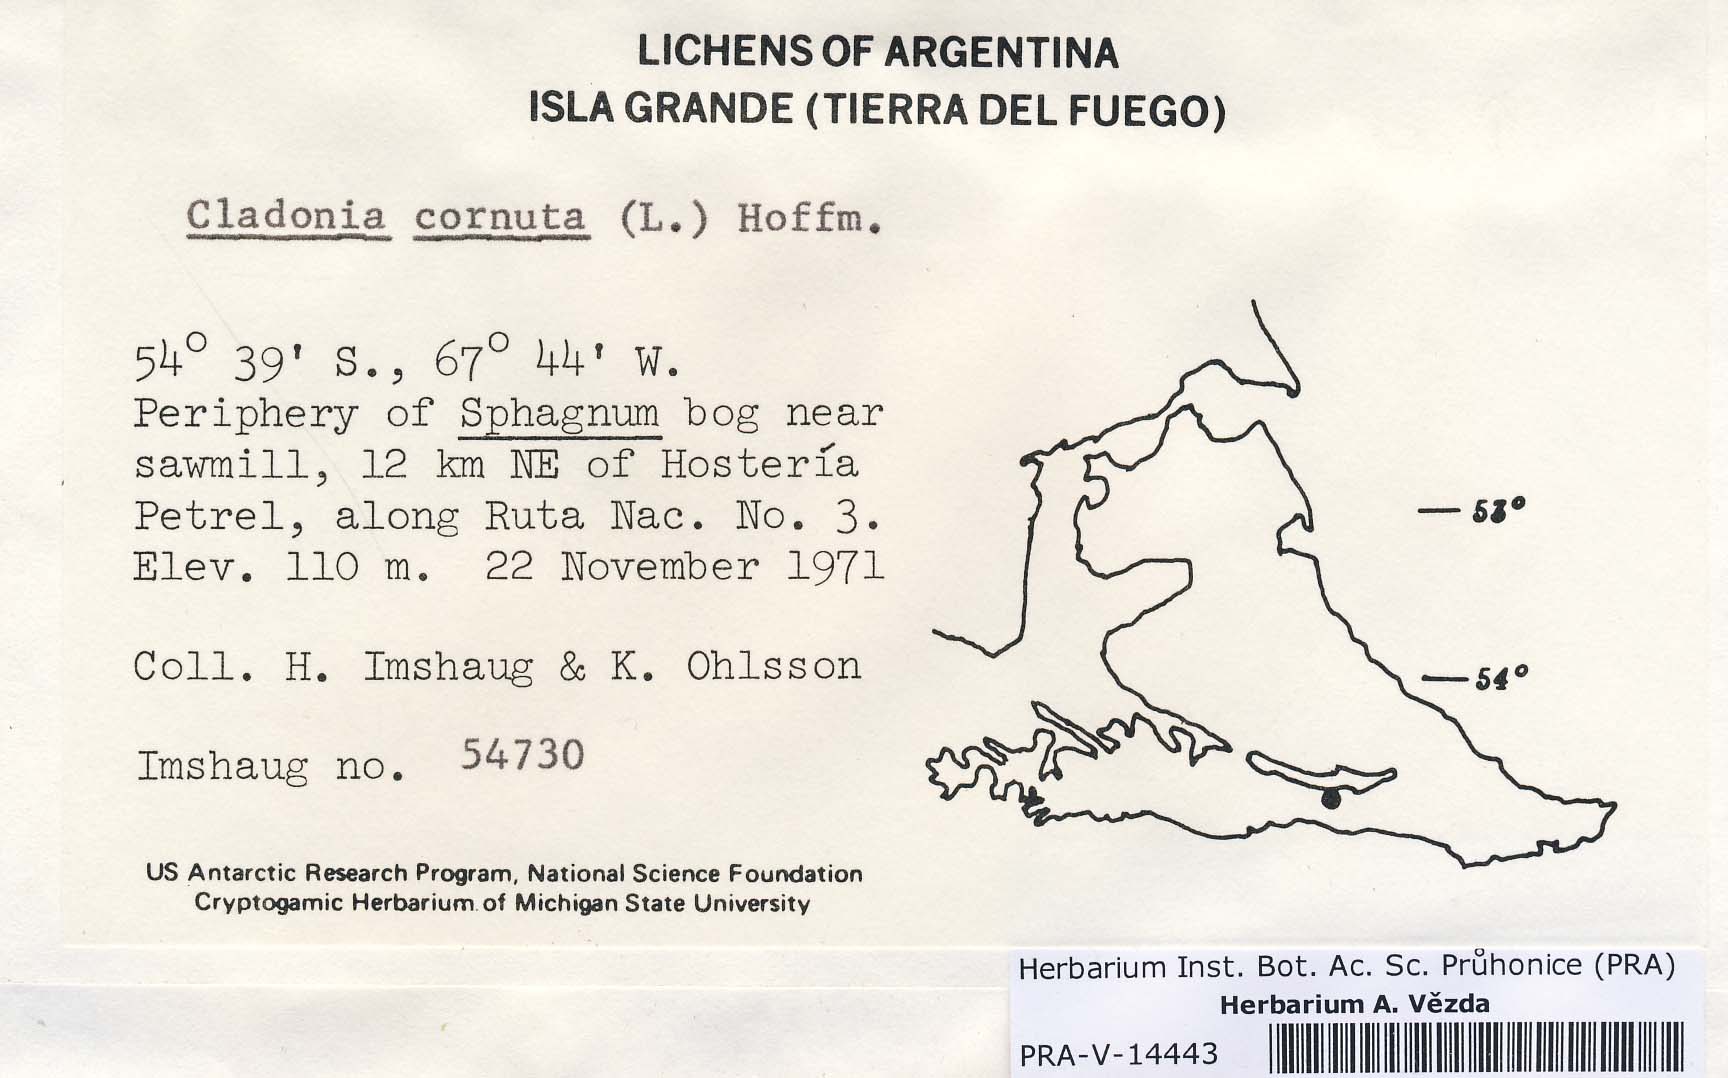 LICHENS OF ARGENTINA
ISLA GRANDE (TIERRA DEL FUEGO)
Cladonia cornuta (L.) Hoffm.
54° 39' S., 67° 44' W.
Periphery of Sphagnum bog near
sawmill, 12 km NE of Hostería
Petrel, along Ruta Nac. No. 3.
Elev. 110 m. 22 November 1971
Coll. H. Imshaug & K. Ohlsson
Imshaug no. 54730
US Antarctic Research Program, National Science Foundation
Cryptogamic Herbarium of Michigan State University
53°
54°
Herbarium Inst. Bot. Ac. Sc. Průhonice (PRA)
Herbarium A. Vězda
PRA-V-14443